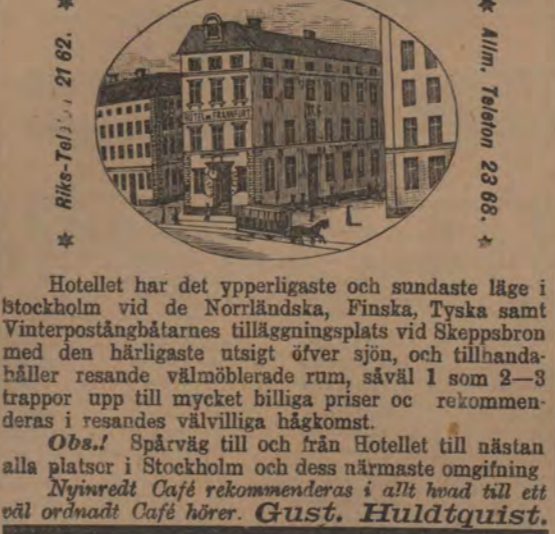 Riks-Telefon 21 62.
Allm. Telefon 23 68.
HOTEL FRANKFURT
Hotellet har det ypperligaste och sundaste läge i
Stockholm vid de Norrländska, Finska, Tyska samt
Vinterpostångbåtarnes tilläggningsplats vid Skeppsbron
med den härligaste utsigt öfver sjön, och tillhanda-
håller resande välmöblerade rum, såväl 1 som 2—3
trappor upp till mycket billiga priser oc rekommen-
deras i resandes välvilliga hågkomst.
Obs.! Spårväg till och från Hotellet till nästan
alla platser i Stockholm och dess närmaste omgifning
Nyinredt Café rekommenderas i allt hvad till ett
väl ordnadt Café hörer. Gust. Huldtquist.